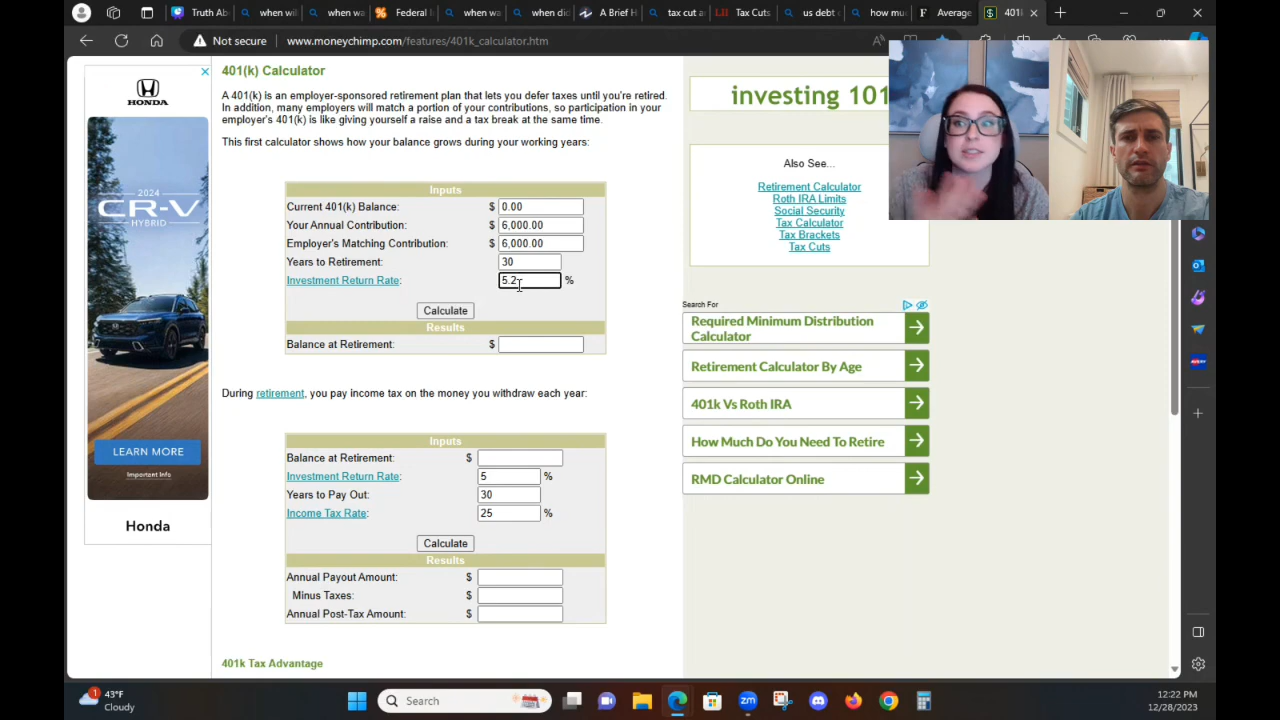 Truth Ab
when wil
when wa
Federal I
when wa
when did
A Brief H
tax cut a
LII Tax Cuts
us debt
how mu
F Average
$ 401(
Not secure
www.moneychimp.com/features/401k_calculator.htm
HONDA
2024
CR-V
HYBRID
LEARN MORE
Important Info
Honda
401(k) Calculator
A 401(k) is an employer-sponsored retirement plan that lets you defer taxes until you're retired.
In addition, many employers will match a portion of your contributions, so participation in your
employer's 401(k) is like giving yourself a raise and a tax break at the same time.
This first calculator shows how your balance grows during your working years:
Inputs
Current 401(k) Balance: $ 0.00
Your Annual Contribution: $ 6,000.00
Employer's Matching Contribution: $ 6,000.00
Years to Retirement: 30
Investment Return Rate: 5.2 %
Calculate
Results
Balance at Retirement: $
During retirement, you pay income tax on the money you withdraw each year:
Inputs
Balance at Retirement: $
Investment Return Rate: 5 %
Years to Pay Out: 30
Income Tax Rate: 25 %
Calculate
Results
Annual Payout Amount: $
Minus Taxes: $
Annual Post-Tax Amount: $
401k Tax Advantage
investing 101
Also See...
Retirement Calculator
Roth IRA Limits
Social Security
Tax Calculator
Tax Brackets
Tax Cuts
Search For
Required Minimum Distribution
Calculator
Retirement Calculator By Age
401k Vs Roth IRA
How Much Do You Need To Retire
RMD Calculator Online
1
43°F
Cloudy
Search
zm
12:22 PM
12/28/2023